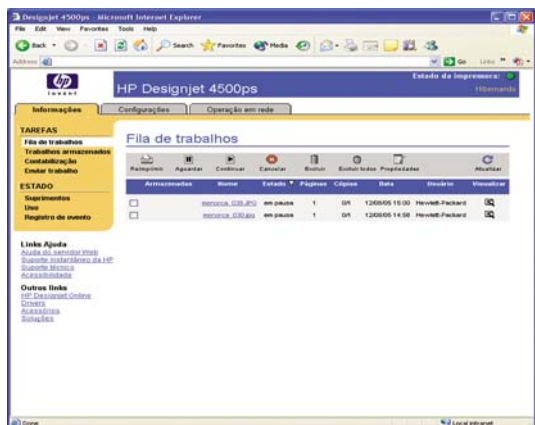 Designjet 4500ps - Microsoft Internet Explorer
File Edit View Favorites Tools Help
Back Search Favorites Media
Address Go Links
hp
invent
HP Designjet 4500ps
Estado da impressora:
Hibernando
Informações Configurações Operação em rede
TAREFAS
Fila de trabalhos
Trabalhos armazenados
Contabilização
Enviar trabalho
ESTADO
Suprimentos
Uso
Registro de evento
Links Ajuda
Ajuda do servidor Web
Suporte instantâneo da HP
Suporte técnico
Acessibilidade
Outros links
HP Designjet Online
Drivers
Acessórios
Soluções
Fila de trabalhos
Reimprimir Aguardar Continuar Cancelar Excluir Excluir todos Propriedades Atualizar
Armazenados Nome Estado Páginas Cópias Data Usuário Visualizar
em pausa 1 0/1 12/08/05 15:00 Hewlett-Packard
em pausa 1 0/1 12/08/05 14:58 Hewlett-Packard
Done Local intranet